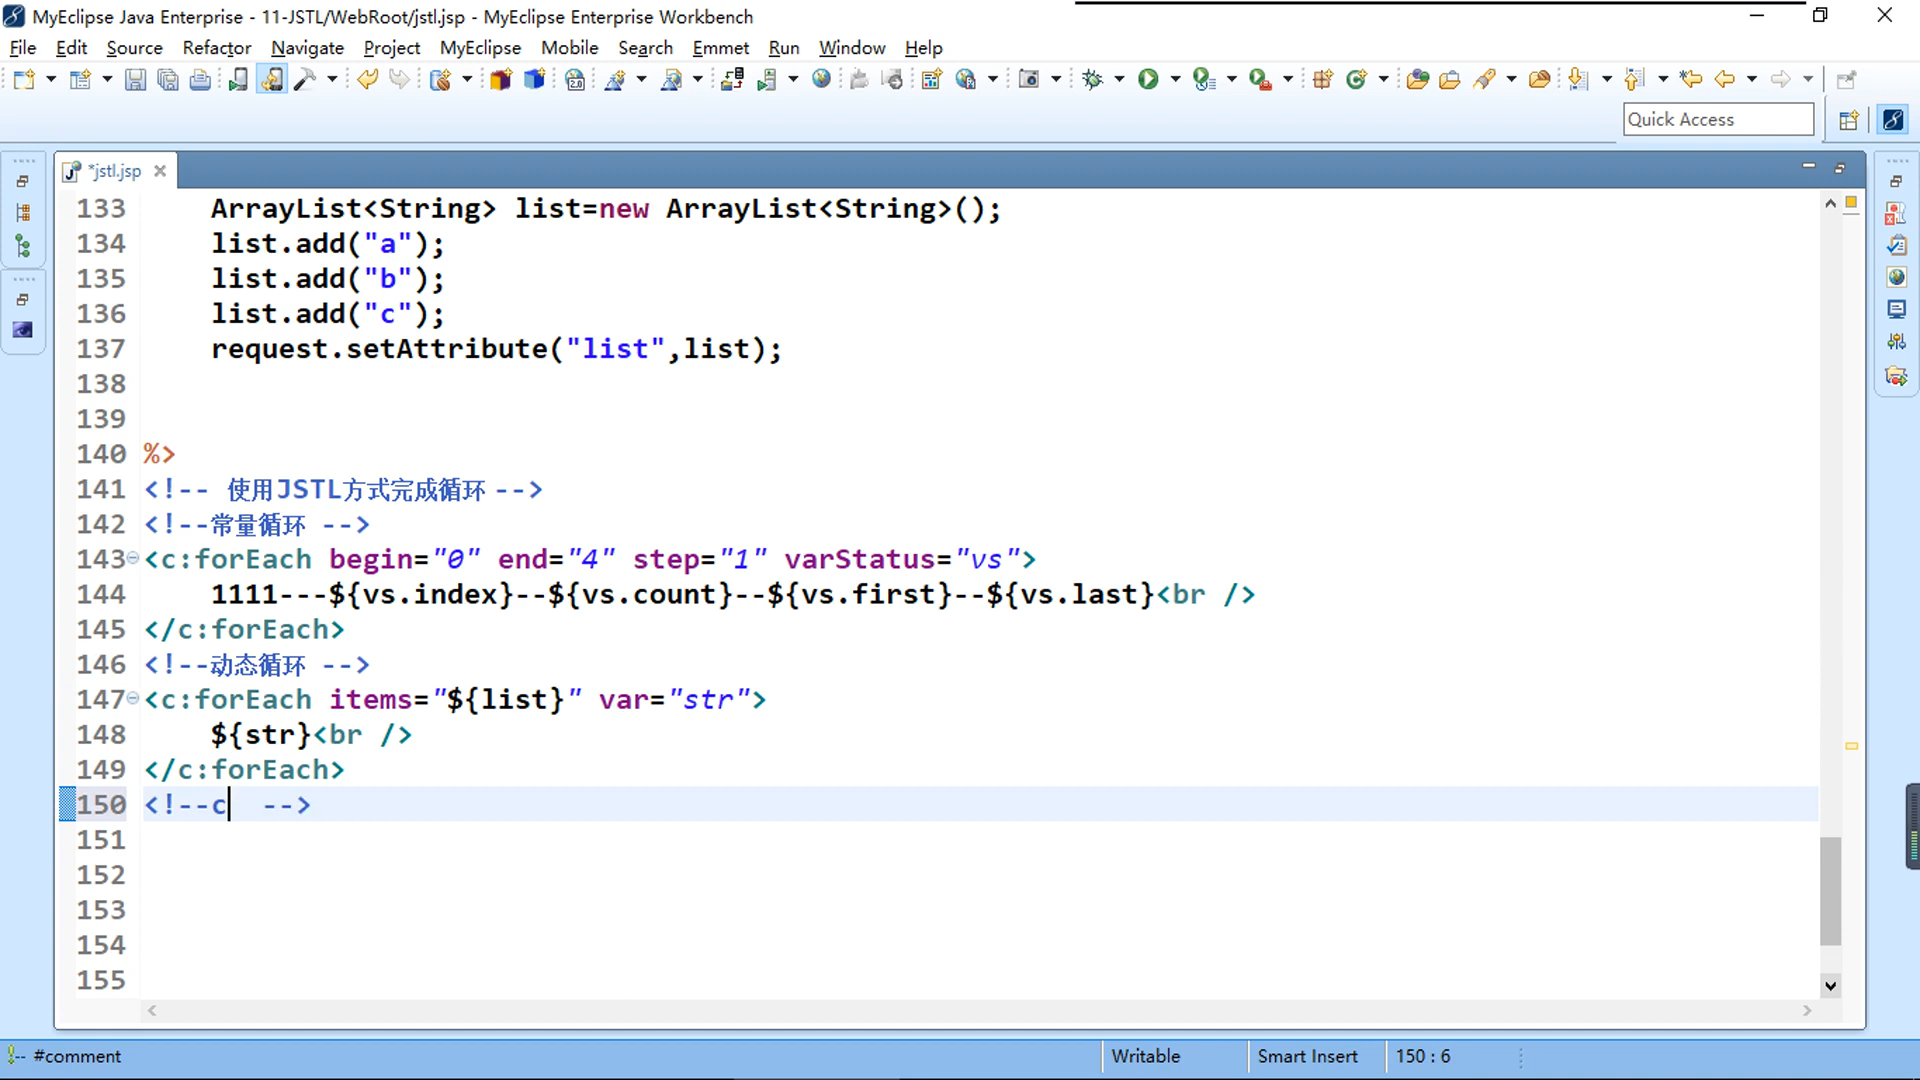 MyEclipse Java Enterprise - 11-JSTL/WebRoot/jstl.jsp - MyEclipse Enterprise Workbench
File Edit Source Refactor Navigate Project MyEclipse Mobile Search Emmet Run Window Help
Quick Access
*jstl.jsp
133 ArrayList<String> list=new ArrayList<String>();
134 list.add("a");
135 list.add("b");
136 list.add("c");
137 request.setAttribute("list",list);
138
139
140 %>
141 <!-- 使用JSTL方式完成循环 -->
142 <!--常量循环 -->
143 <c:forEach begin="0" end="4" step="1" varStatus="vs">
144 1111---${vs.index}--${vs.count}--${vs.first}--${vs.last}<br />
145 </c:forEach>
146 <!--动态循环 -->
147 <c:forEach items="${list}" var="str">
148 ${str}<br />
149 </c:forEach>
150 <!--c  -->
151
152
153
154
155
!-- #comment Writable Smart Insert 150 : 6